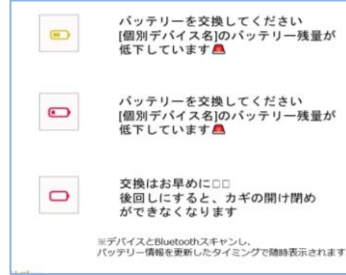 バッテリーを交換してください
[個別デバイス名]のバッテリー残量が
低下しています🚨
バッテリーを交換してください
[個別デバイス名]のバッテリー残量が
低下しています🚨
交換はお早めに□□
後回しにすると、カギの開け閉め
ができなくなります
※デバイスとBluetoothスキャンし、
バッテリー情報を更新したタイミングで随時表示されます